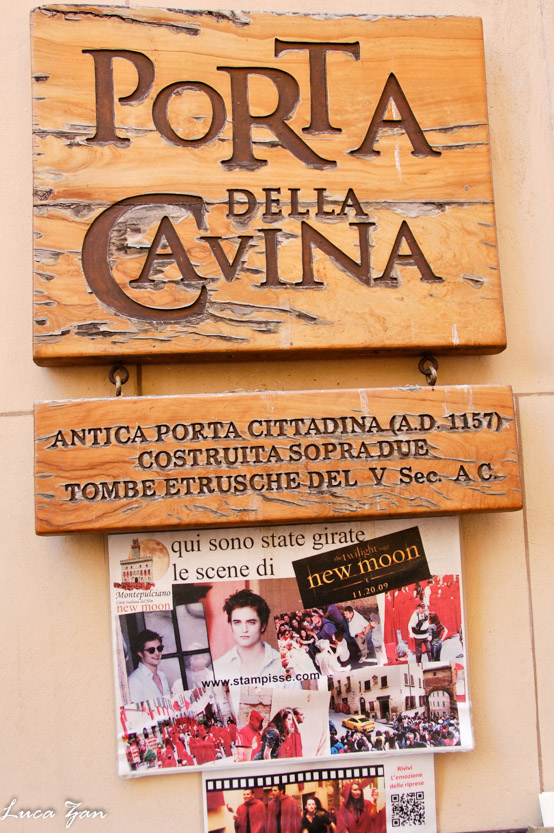 PORTA
DELLA
CAVINA
ANTICA PORTA CITTADINA (A.D. 1157)
COSTRUITA SOPRA DUE
TOMBE ETRUSCHE DEL V Sec. A C.
qui sono state girate
le scene di
the twilight saga
new moon
11.20.09
Montepulciano
new moon
www.stampisse.com
Rivivi
L'emozione
delle riprese
Luca Zan